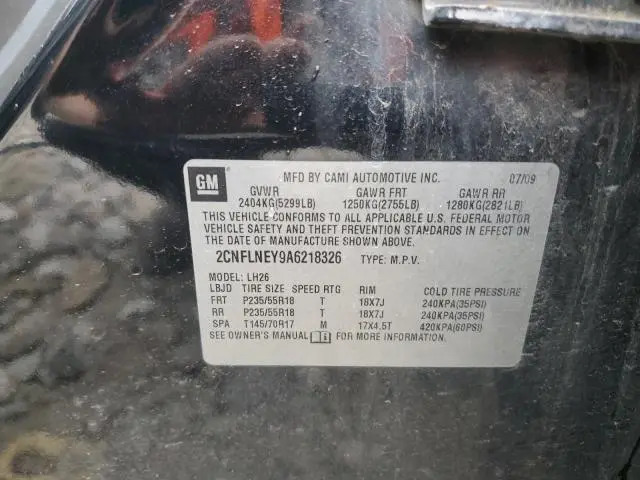 GM
MFD BY CAMI AUTOMOTIVE INC. 07/09
GVWR GAWR FRT GAWR RR
2404KG(5299LB) 1250KG(2755LB) 1280KG(2821LB)
THIS VEHICLE CONFORMS TO ALL APPLICABLE U.S. FEDERAL MOTOR
VEHICLE SAFETY AND THEFT PREVENTION STANDARDS IN EFFECT ON
THE DATE OF MANUFACTURE SHOWN ABOVE.
2CNFLNEY9A6218326 TYPE: M.P.V.
MODEL: LH26
LBJD TIRE SIZE SPEED RTG RIM COLD TIRE PRESSURE
FRT P235/55R18 T 18X7J 240KPA(35PSI)
RR P235/55R18 T 18X7J 240KPA(35PSI)
SPA T145/70R17 M 17X4.5T 420KPA(60PSI)
SEE OWNER'S MANUAL i FOR MORE INFORMATION.